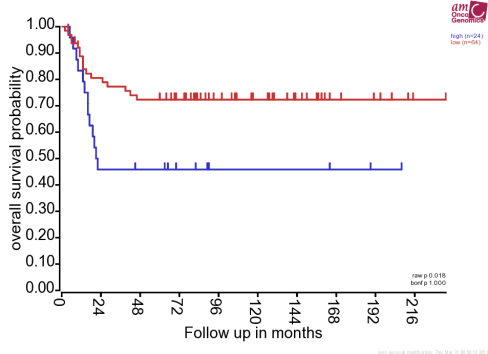 amc
Onco
Genomics
high (n=24)
low (n=64)
overall survival probability
1.00
0.90
0.80
0.70
0.60
0.50
0.40
0.30
0.20
0.10
0.00
raw p 0.018
bonf p 1.000
0 24 48 72 96 120 144 168 192 216
Follow up in months